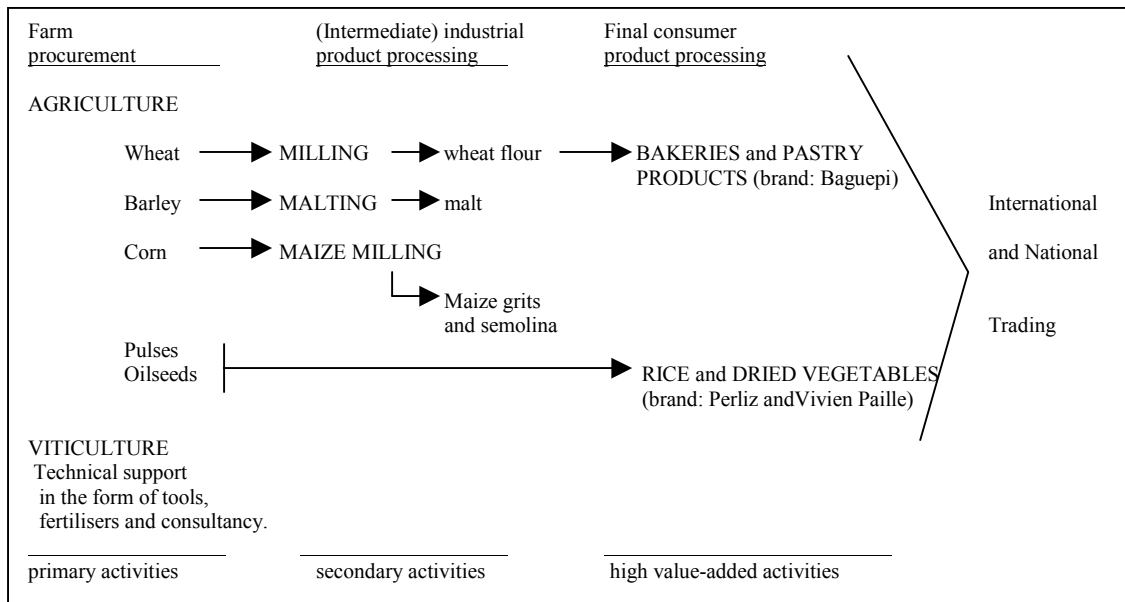 Farm (Intermediate) industrial Final consumer
procurement product processing product processing
AGRICULTURE
Wheat MILLING wheat flour BAKERIES and PASTRY
PRODUCTS (brand: Baguepi)
Barley MALTING malt International
Corn MAIZE MILLING and National
Maize grits
and semolina Trading
Pulses
Oilseeds RICE and DRIED VEGETABLES
(brand: Perliz andVivien Paille)
VITICULTURE
Technical support
in the form of tools,
fertilisers and consultancy.
primary activities secondary activities high value-added activities